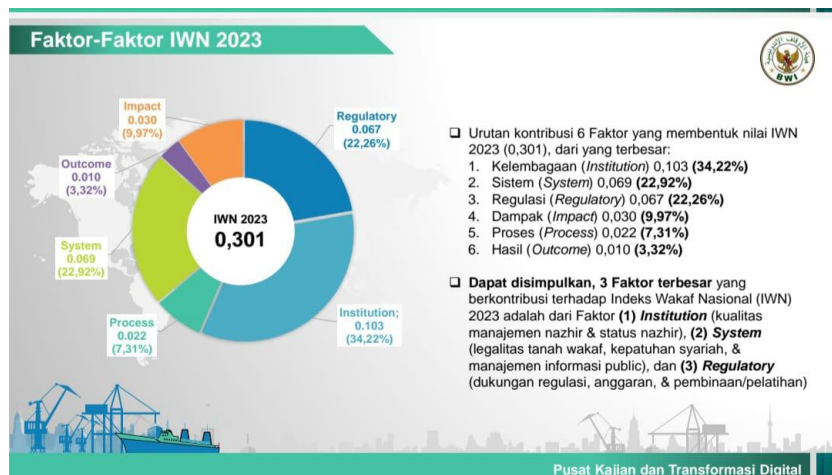 Faktor-Faktor IWN 2023
BWI
Impact
0.030
(9,97%)
Regulatory
0.067
(22,26%)
Outcome
0.010
(3,32%)
IWN 2023
0,301
System
0.069
(22,92%)
Institution;
0.103
(34,22%)
Process
0.022
(7,31%)
❑ Urutan kontribusi 6 Faktor yang membentuk nilai IWN
2023 (0,301), dari yang terbesar:
1. Kelembagaan (Institution) 0,103 (34,22%)
2. Sistem (System) 0,069 (22,92%)
3. Regulasi (Regulatory) 0,067 (22,26%)
4. Dampak (Impact) 0,030 (9,97%)
5. Proses (Process) 0,022 (7,31%)
6. Hasil (Outcome) 0,010 (3,32%)
❑ Dapat disimpulkan, 3 Faktor terbesar yang
berkontribusi terhadap Indeks Wakaf Nasional (IWN)
2023 adalah dari Faktor (1) Institution (kualitas
manajemen nazhir & status nazhir), (2) System
(legalitas tanah wakaf, kepatuhan syariah, &
manajemen informasi public), dan (3) Regulatory
(dukungan regulasi, anggaran, & pembinaan/pelatihan)
Pusat Kajian dan Transformasi Digital